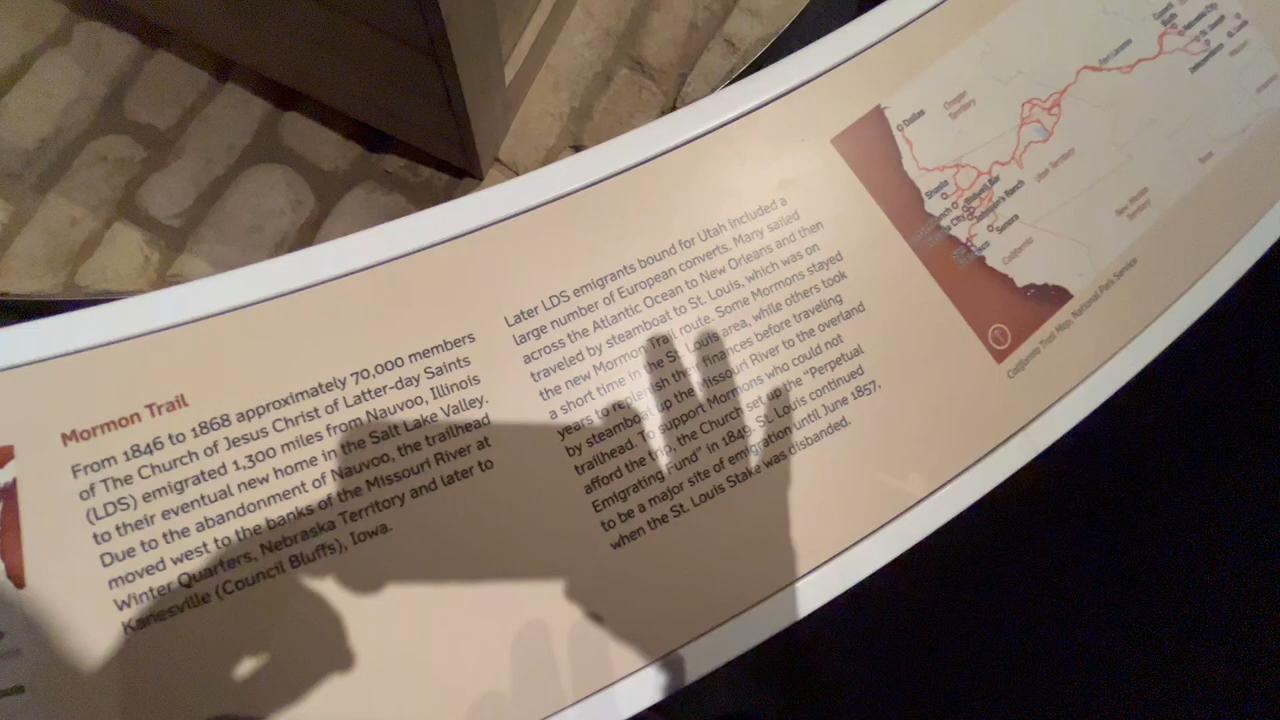 Mormon Trail
From 1846 to 1868 approximately 70,000 members
of The Church of Jesus Christ of Latter-day Saints
(LDS) emigrated 1,300 miles from Nauvoo, Illinois
to their eventual new home in the Salt Lake Valley.
Due to the abandonment of Nauvoo, the trailhead
moved west to the banks of the Missouri River at
Winter Quarters, Nebraska Territory and later to
Kanesville (Council Bluffs), Iowa.
Later LDS emigrants bound for Utah included a
large number of European converts. Many sailed
across the Atlantic Ocean to New Orleans and then
traveled by steamboat to St. Louis, which was on
the new Mormon Trail route. Some Mormons stayed
a short time in the St. Louis area, while others took
years to replenish their finances before traveling
by steamboat up the Missouri River to the overland
trailhead. To support Mormons who could not
afford the trip, the Church set up the "Perpetual
Emigrating Fund" in 1849. St. Louis continued
to be a major site of emigration until June 1857,
when the St. Louis Stake was disbanded.
Dallas
Oregon
Territory
Utah Territory
New Mexico
Territory
Shasta
Bidwell Bar
Johnson's Ranch
Sonora
California
California Trail Map, National Park Service